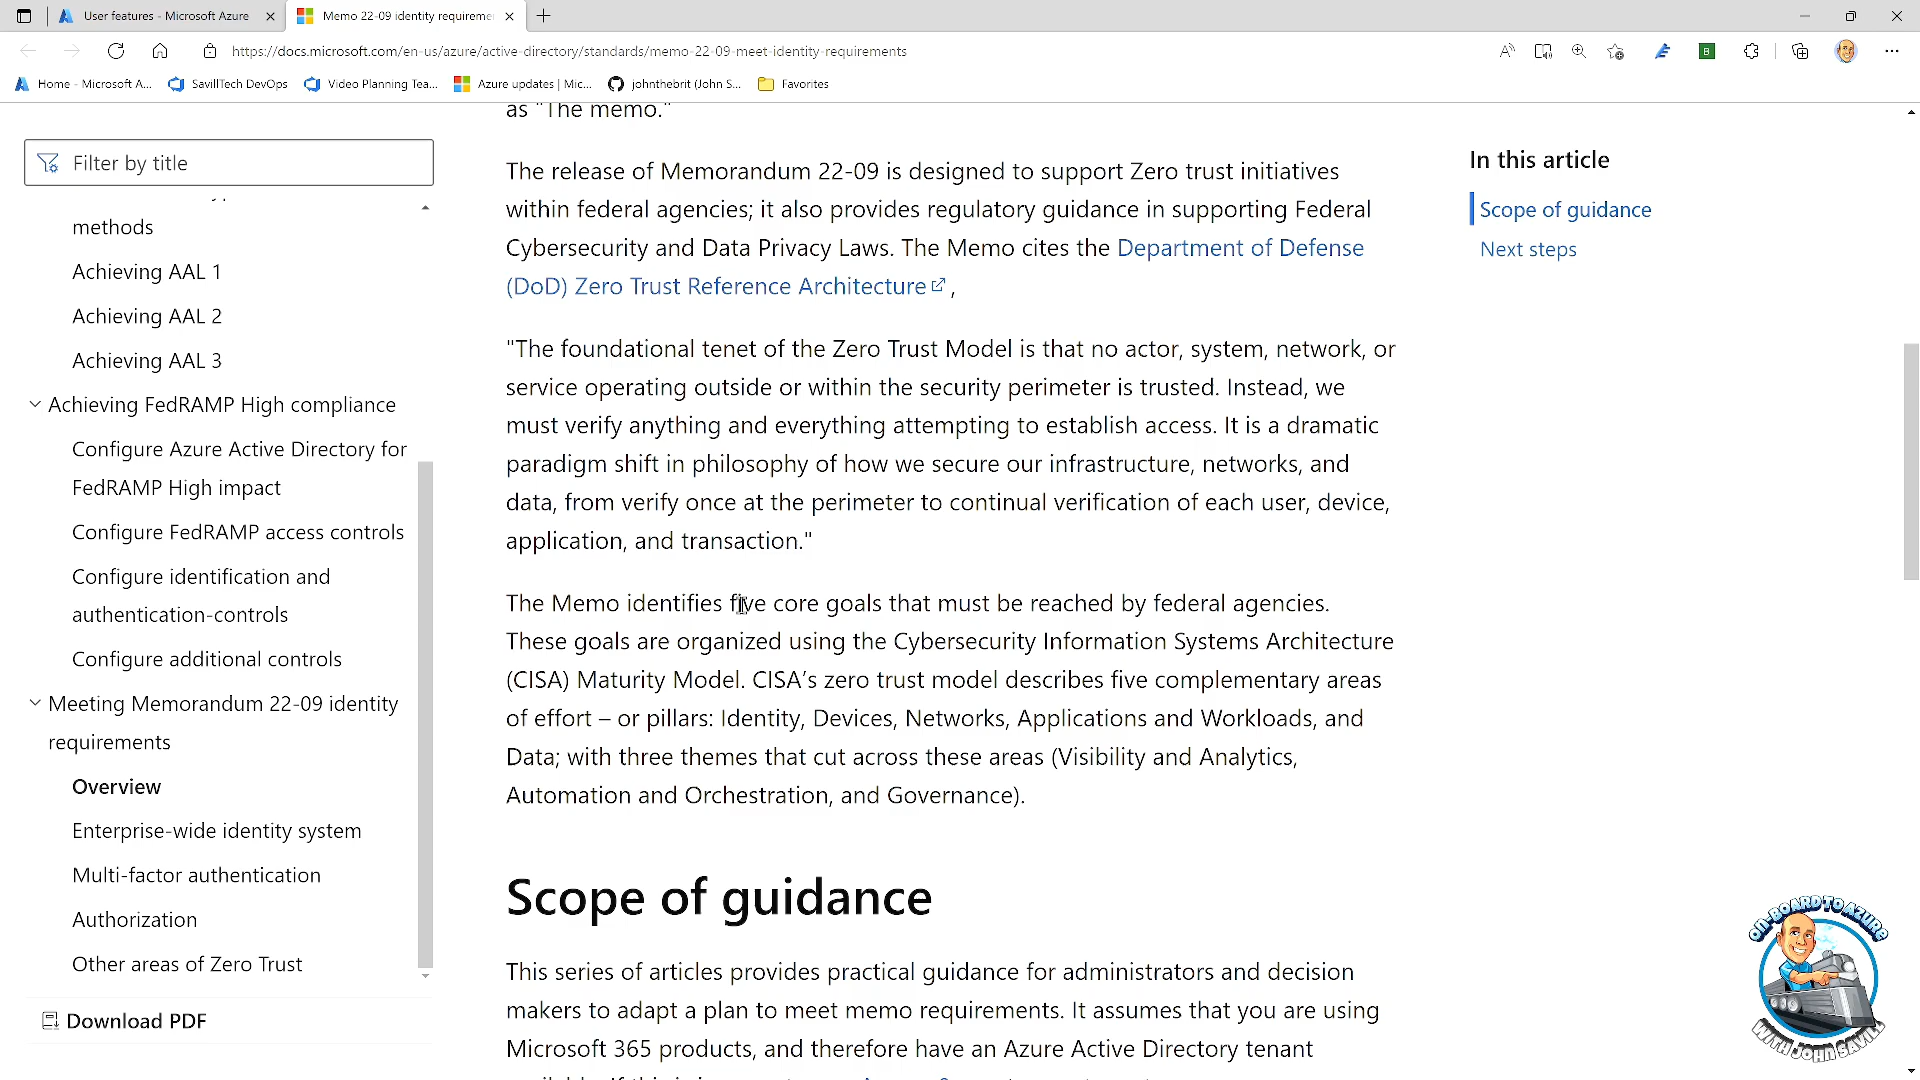 User features - Microsoft Azure
Memo 22-09 identity requireme
https://docs.microsoft.com/en-us/azure/active-directory/standards/memo-22-09-meet-identity-requirements
Home - Microsoft A...
SavillTech DevOps
Video Planning Tea...
Azure updates | Mic...
johnthebrit (John S...
Favorites
Filter by title
methods
Achieving AAL 1
Achieving AAL 2
Achieving AAL 3
Achieving FedRAMP High compliance
Configure Azure Active Directory for
FedRAMP High impact
Configure FedRAMP access controls
Configure identification and
authentication-controls
Configure additional controls
Meeting Memorandum 22-09 identity
requirements
Overview
Enterprise-wide identity system
Multi-factor authentication
Authorization
Other areas of Zero Trust
Download PDF
as "The memo."
The release of Memorandum 22-09 is designed to support Zero trust initiatives
within federal agencies; it also provides regulatory guidance in supporting Federal
Cybersecurity and Data Privacy Laws. The Memo cites the Department of Defense
(DoD) Zero Trust Reference Architecture ,
"The foundational tenet of the Zero Trust Model is that no actor, system, network, or
service operating outside or within the security perimeter is trusted. Instead, we
must verify anything and everything attempting to establish access. It is a dramatic
paradigm shift in philosophy of how we secure our infrastructure, networks, and
data, from verify once at the perimeter to continual verification of each user, device,
application, and transaction."
The Memo identifies five core goals that must be reached by federal agencies.
These goals are organized using the Cybersecurity Information Systems Architecture
(CISA) Maturity Model. CISA's zero trust model describes five complementary areas
of effort – or pillars: Identity, Devices, Networks, Applications and Workloads, and
Data; with three themes that cut across these areas (Visibility and Analytics,
Automation and Orchestration, and Governance).
Scope of guidance
This series of articles provides practical guidance for administrators and decision
makers to adapt a plan to meet memo requirements. It assumes that you are using
Microsoft 365 products, and therefore have an Azure Active Directory tenant
In this article
Scope of guidance
Next steps
ON-BOARD TO AZURE
WITH JOHN SAVILL